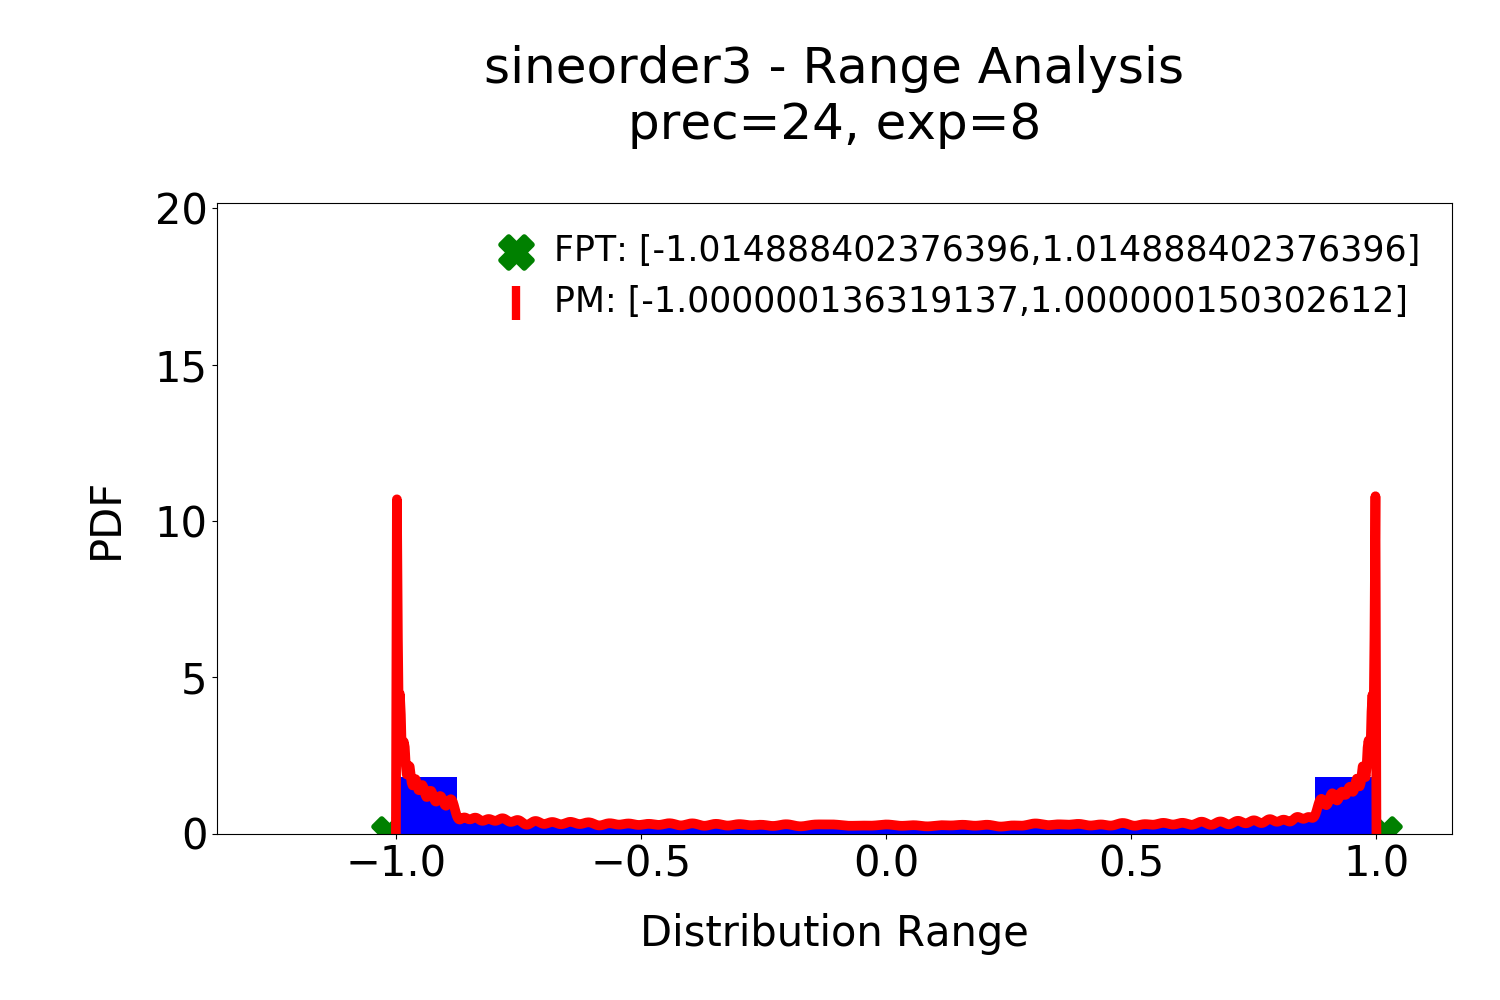 sineorder3 - Range Analysis
prec=24, exp=8
FPT: [-1.014888402376396,1.014888402376396]
PM: [-1.000000136319137,1.000000150302612]
PDF
20
15
10
5
0
−1.0 −0.5 0.0 0.5 1.0
Distribution Range